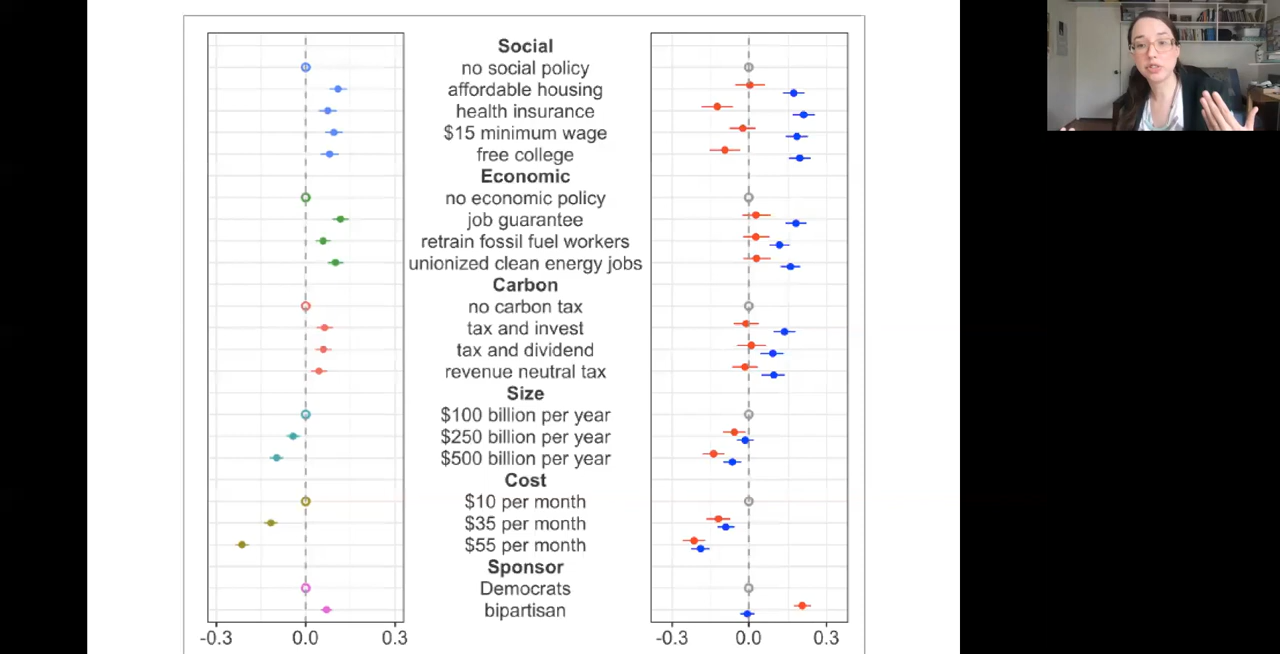 Social
no social policy
affordable housing
health insurance
$15 minimum wage
free college
Economic
no economic policy
job guarantee
retrain fossil fuel workers
unionized clean energy jobs
Carbon
no carbon tax
tax and invest
tax and dividend
revenue neutral tax
Size
$100 billion per year
$250 billion per year
$500 billion per year
Cost
$10 per month
$35 per month
$55 per month
Sponsor
Democrats
bipartisan
-0.3 0.0 0.3 -0.3 0.0 0.3